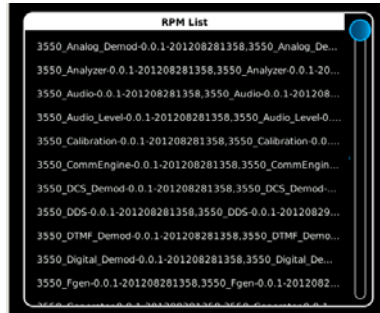 RPM List
3550_Analog_Demod-0.0.1-201208281358,3550_Analog_De...
3550_Analyzer-0.0.1-201208281358,3550_Analyzer-0.0.1-20...
3550_Audio-0.0.1-201208281358,3550_Audio-0.0.1-201208...
3550_Audio_Level-0.0.1-201208281358,3550_Audio_Level-0....
3550_Calibration-0.0.1-201208281358,3550_Calibration-0.0....
3550_CommEngine-0.0.1-201208281358,3550_CommEngin...
3550_DCS_Demod-0.0.1-201208281358,3550_DCS_Demod-...
3550_DDS-0.0.1-201208281358,3550_DDS-0.0.1-20120829...
3550_DTMF_Demod-0.0.1-201208281358,3550_DTMF_Demo...
3550_Digital_Demod-0.0.1-201208281358,3550_Digital_De...
3550_Fgen-0.0.1-201208281358,3550_Fgen-0.0.1-2012082...